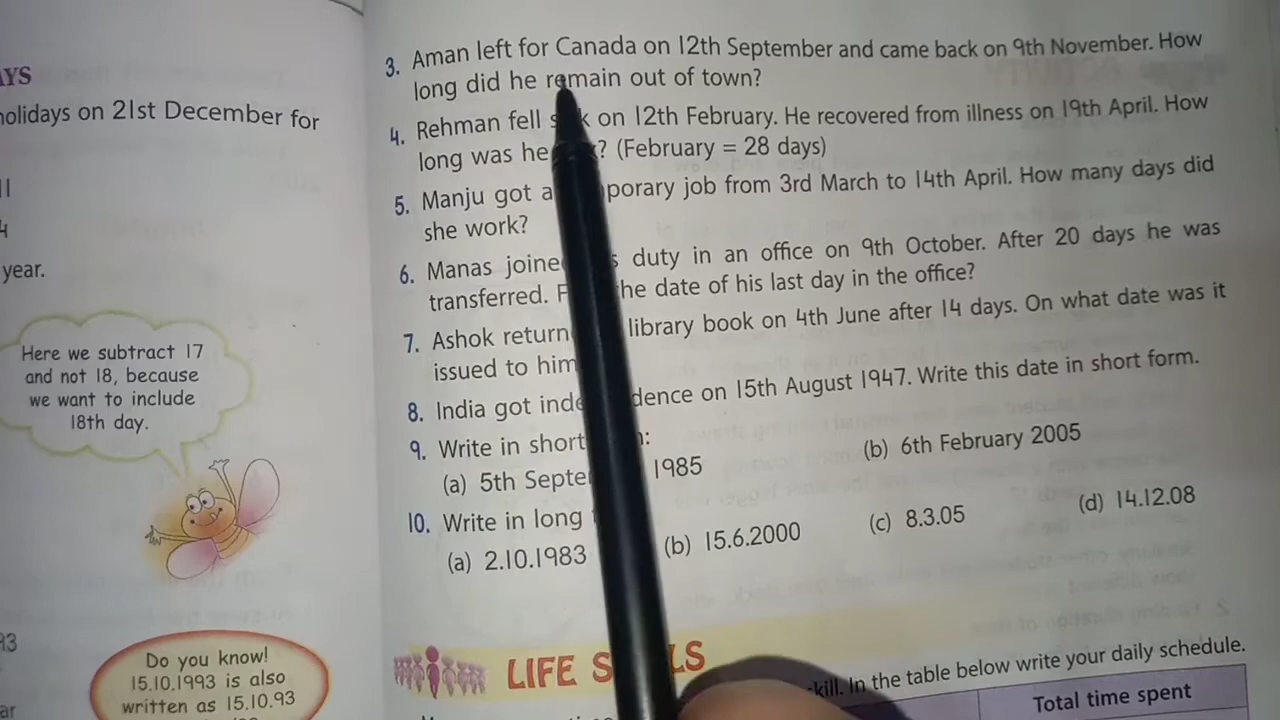 AYS
holidays on 21st December for
year.
Here we subtract 17
and not 18, because
we want to include
18th day.
93
Do you know!
15.10.1993 is also
written as 15.10.93
ar
3. Aman left for Canada on 12th September and came back on 9th November. How
long did he remain out of town?
4. Rehman fell on 12th February. He recovered from illness on 19th April. How
long was he ? (February = 28 days)
5. Manju got a porary job from 3rd March to 14th April. How many days did
she work?
6. Manas joine s duty in an office on 9th October. After 20 days he was
transferred. F the date of his last day in the office?
7. Ashok return library book on 4th June after 14 days. On what date was it
issued to him
8. India got inde dence on 15th August 1947. Write this date in short form.
9. Write in short :
(a) 5th Septe 1985 (b) 6th February 2005
10. Write in long
(a) 2.10.1983 (b) 15.6.2000 (c) 8.3.05 (d) 14.12.08
LIFE S LS
kill. In the table below write your daily schedule.
Total time spent